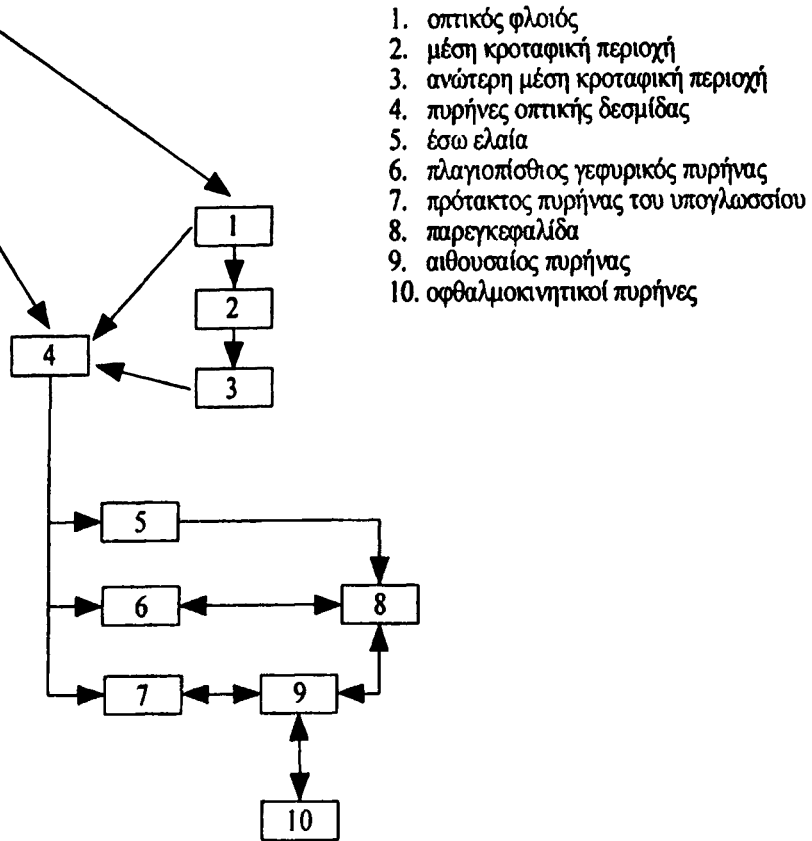 1. οπτικός φλοιός
2. μέση κροταφική περιοχή
3. ανώτερη μέση κροταφική περιοχή
4. πυρήνες οπτικής δεσμίδας
5. έσω ελαία
6. πλαγιοπίσθιος γεφυρικός πυρήνας
7. πρότακτος πυρήνας του υπογλωσσίου
8. παρεγκεφαλίδα
9. αιθουσαίος πυρήνας
10. οφθαλμοκινητικοί πυρήνες
1
2
4
3
5
6
8
7
9
10